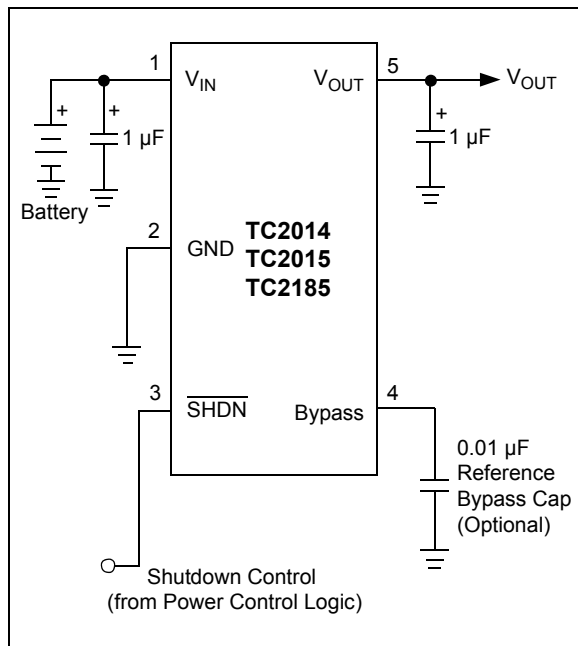 1
V_IN
V_OUT
5
V_OUT
+
+
1 µF
+
1 µF
Battery
2
GND
TC2014
TC2015
TC2185
3
SHDN
Bypass
4
0.01 µF
Reference
Bypass Cap
(Optional)
Shutdown Control
(from Power Control Logic)